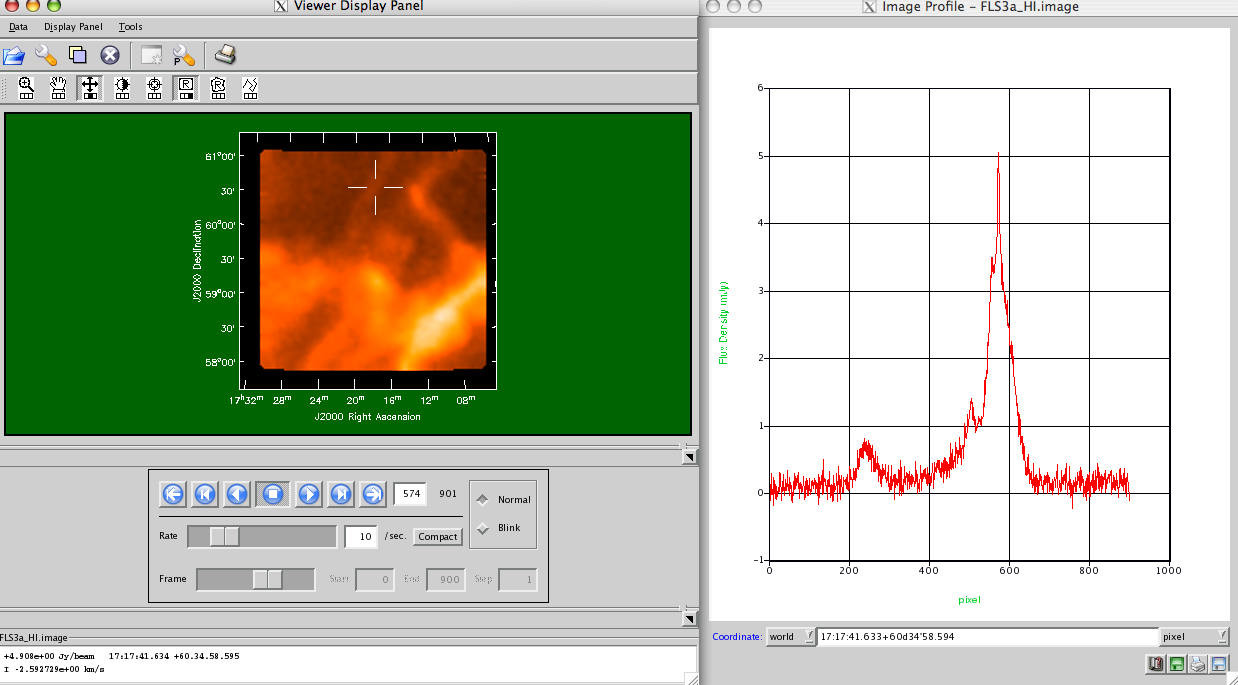 Viewer Display Panel
Data Display Panel Tools
P
R R
61°00'
30'
60°00'
30'
59°00'
30'
58°00'
J2000 Declination
17ʰ32ᵐ 28ᵐ 24ᵐ 20ᵐ 16ᵐ 12ᵐ 08ᵐ
J2000 Right Ascension
574 901
Normal
Blink
Rate 10 /sec. Compact
Frame Start 0 End 900 Step 1
FLS3a_HI.image
+4.908e+00 Jy/beam 17:17:41.634 +60.34.58.595
I -2.592729e+00 km/s
X Image Profile - FLS3a_HI.image
6
5
4
3
2
1
0
-1
Flux Density (mJy)
0 200 400 600 800 1000
pixel
Coordinate: world 17:17:41.633+60d34'58.594 pixel